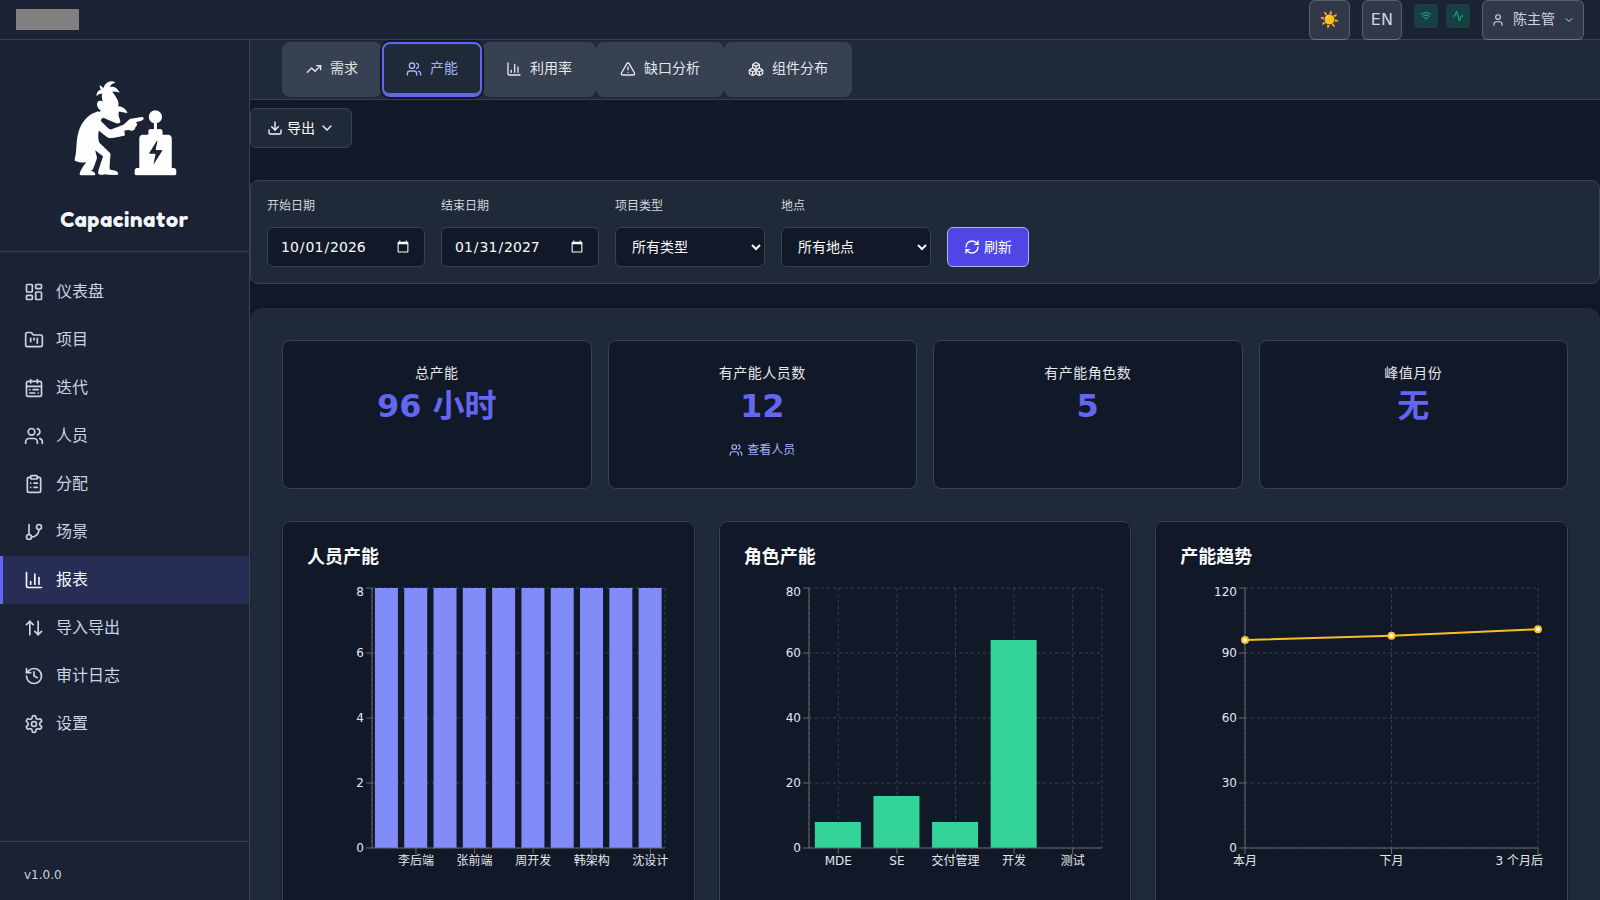 EN
陈主管
Capacinator
仪表盘
项目
迭代
人员
分配
场景
报表
导入导出
审计日志
设置
v1.0.0
需求
产能
利用率
缺口分析
组件分布
导出
开始日期
结束日期
项目类型
地点
10/01/2026
01/31/2027
所有类型
所有地点
刷新
总产能
96 小时
有产能人员数
12
查看人员
有产能角色数
5
峰值月份
无
人员产能
8
6
4
2
0
李后端 张前端 周开发 韩架构 沈设计
角色产能
80
60
40
20
0
MDE SE 交付管理 开发 测试
产能趋势
120
90
60
30
0
本月 下月 3 个月后